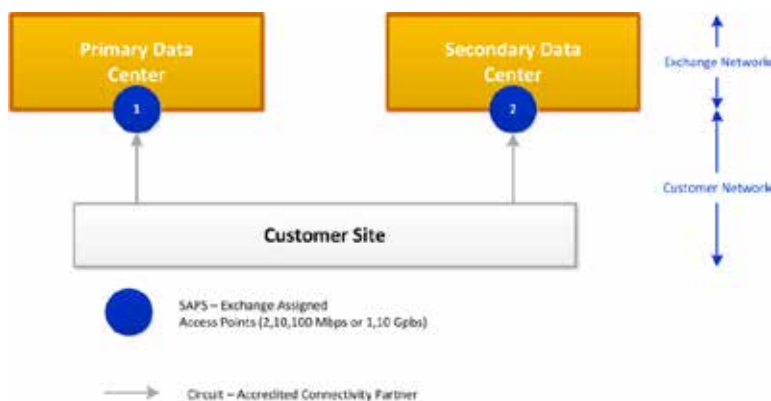 Primary Data
Center
Secondary Data
Center
Exchange Network
1
2
Customer Network
Customer Site
SAPS – Exchange Assigned
Access Points (2,10,100 Mbps or 1,10 Gpbs)
Circuit – Accredited Connectivity Partner